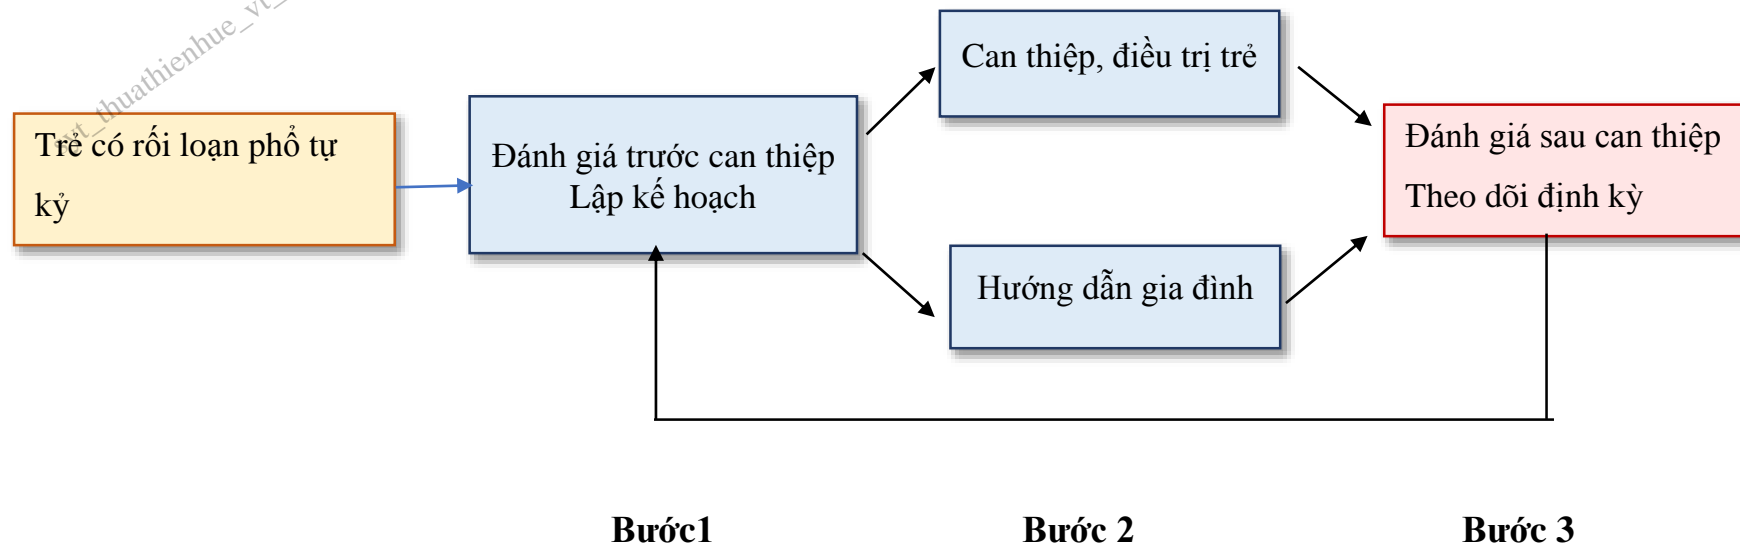 syt_thuathienhue_vt_
Trẻ có rối loạn phổ tự
kỷ
Đánh giá trước can thiệp
Lập kế hoạch
Can thiệp, điều trị trẻ
Hướng dẫn gia đình
Đánh giá sau can thiệp
Theo dõi định kỳ
Bước1
Bước 2
Bước 3